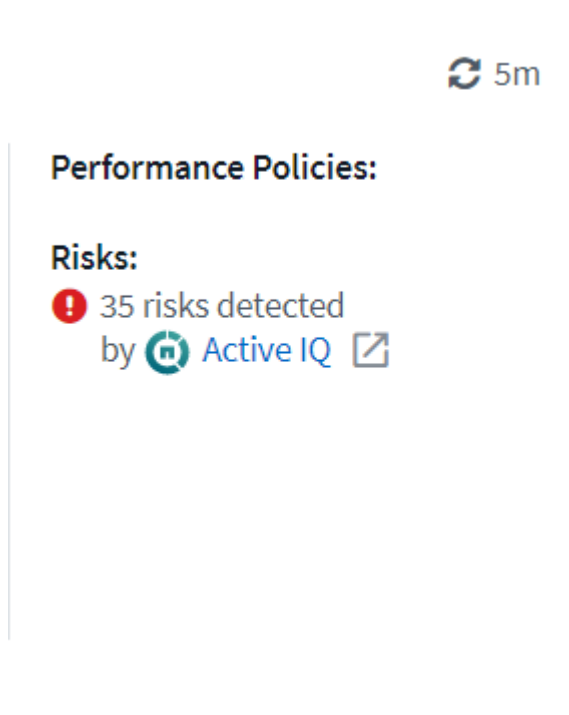 5m
Performance Policies:
Risks:
35 risks detected
by Active IQ